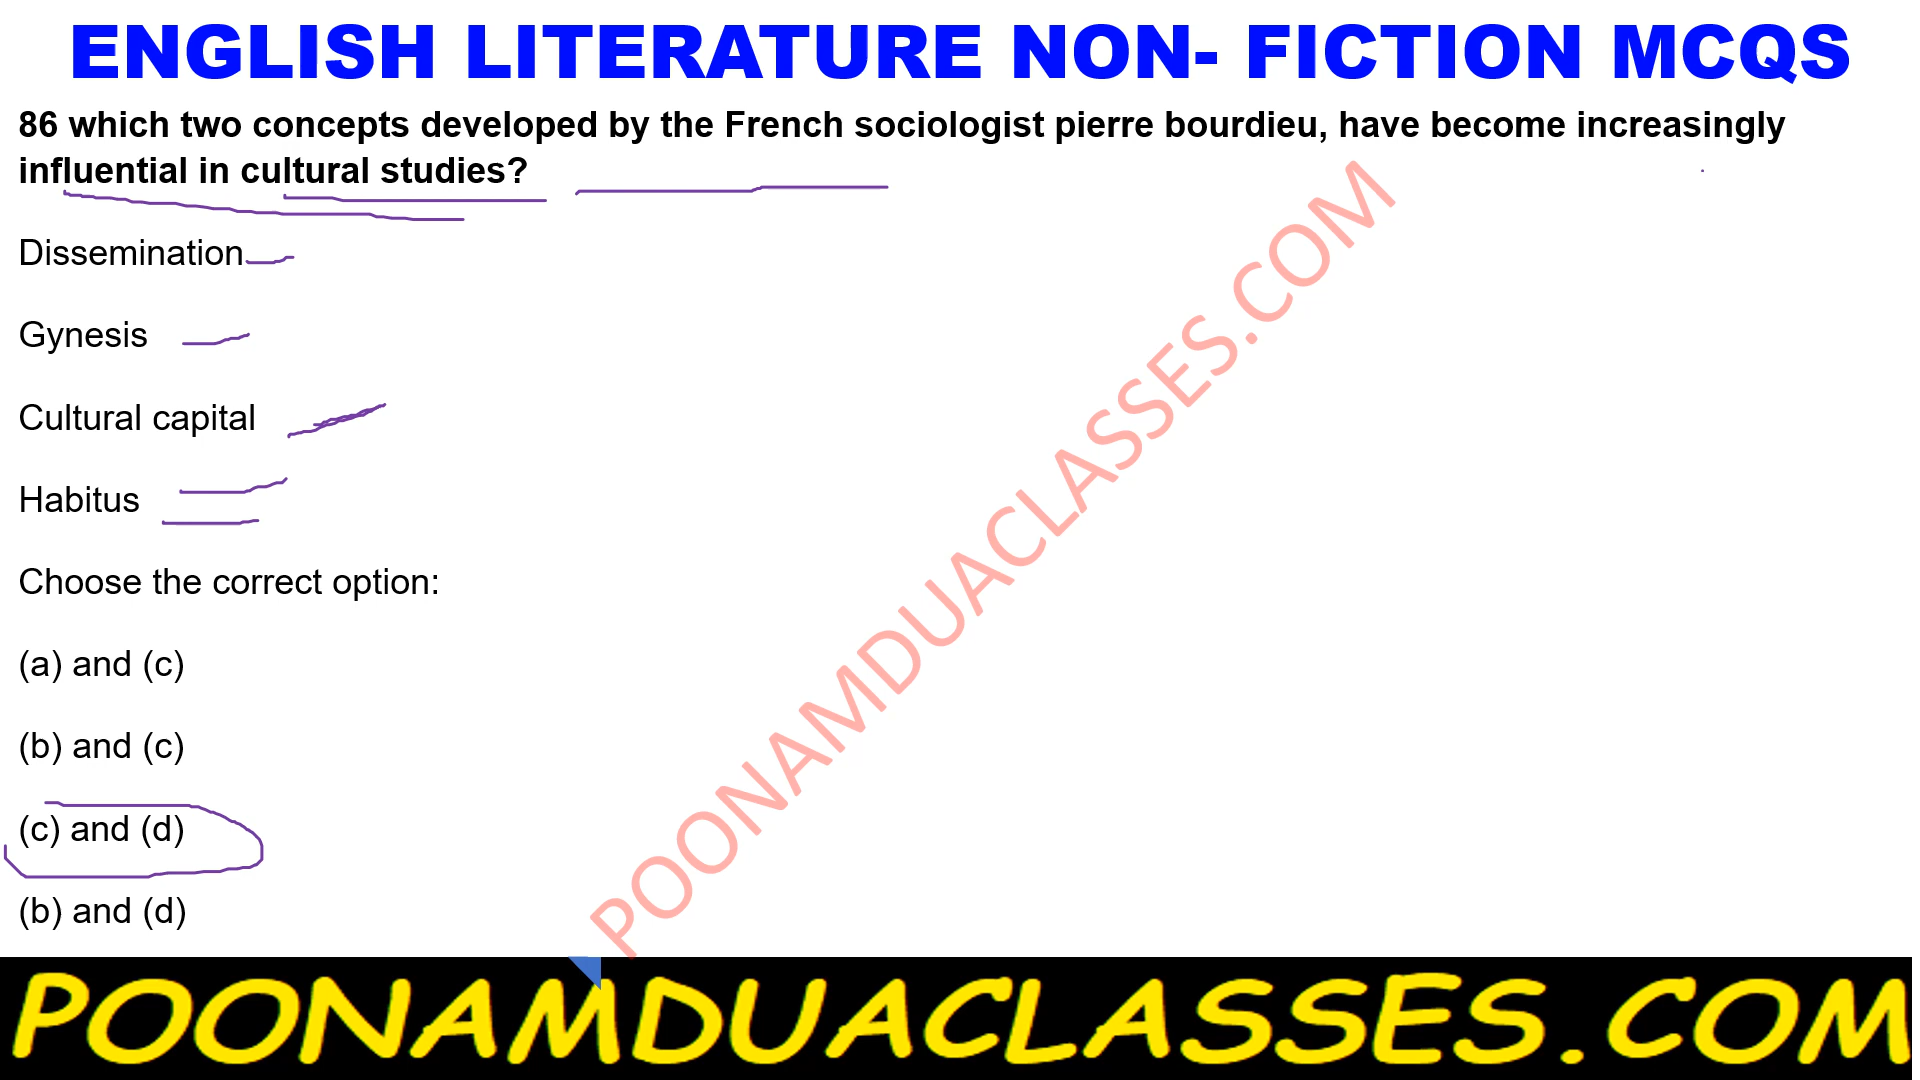 ENGLISH LITERATURE NON- FICTION MCQS
86 which two concepts developed by the French sociologist pierre bourdieu, have become increasingly
influential in cultural studies?
Dissemination
Gynesis
Cultural capital
Habitus
Choose the correct option:
(a) and (c)
(b) and (c)
(c) and (d)
(b) and (d)
POONAMDUACLASSES.COM
POONAMDUACLASSES.COM